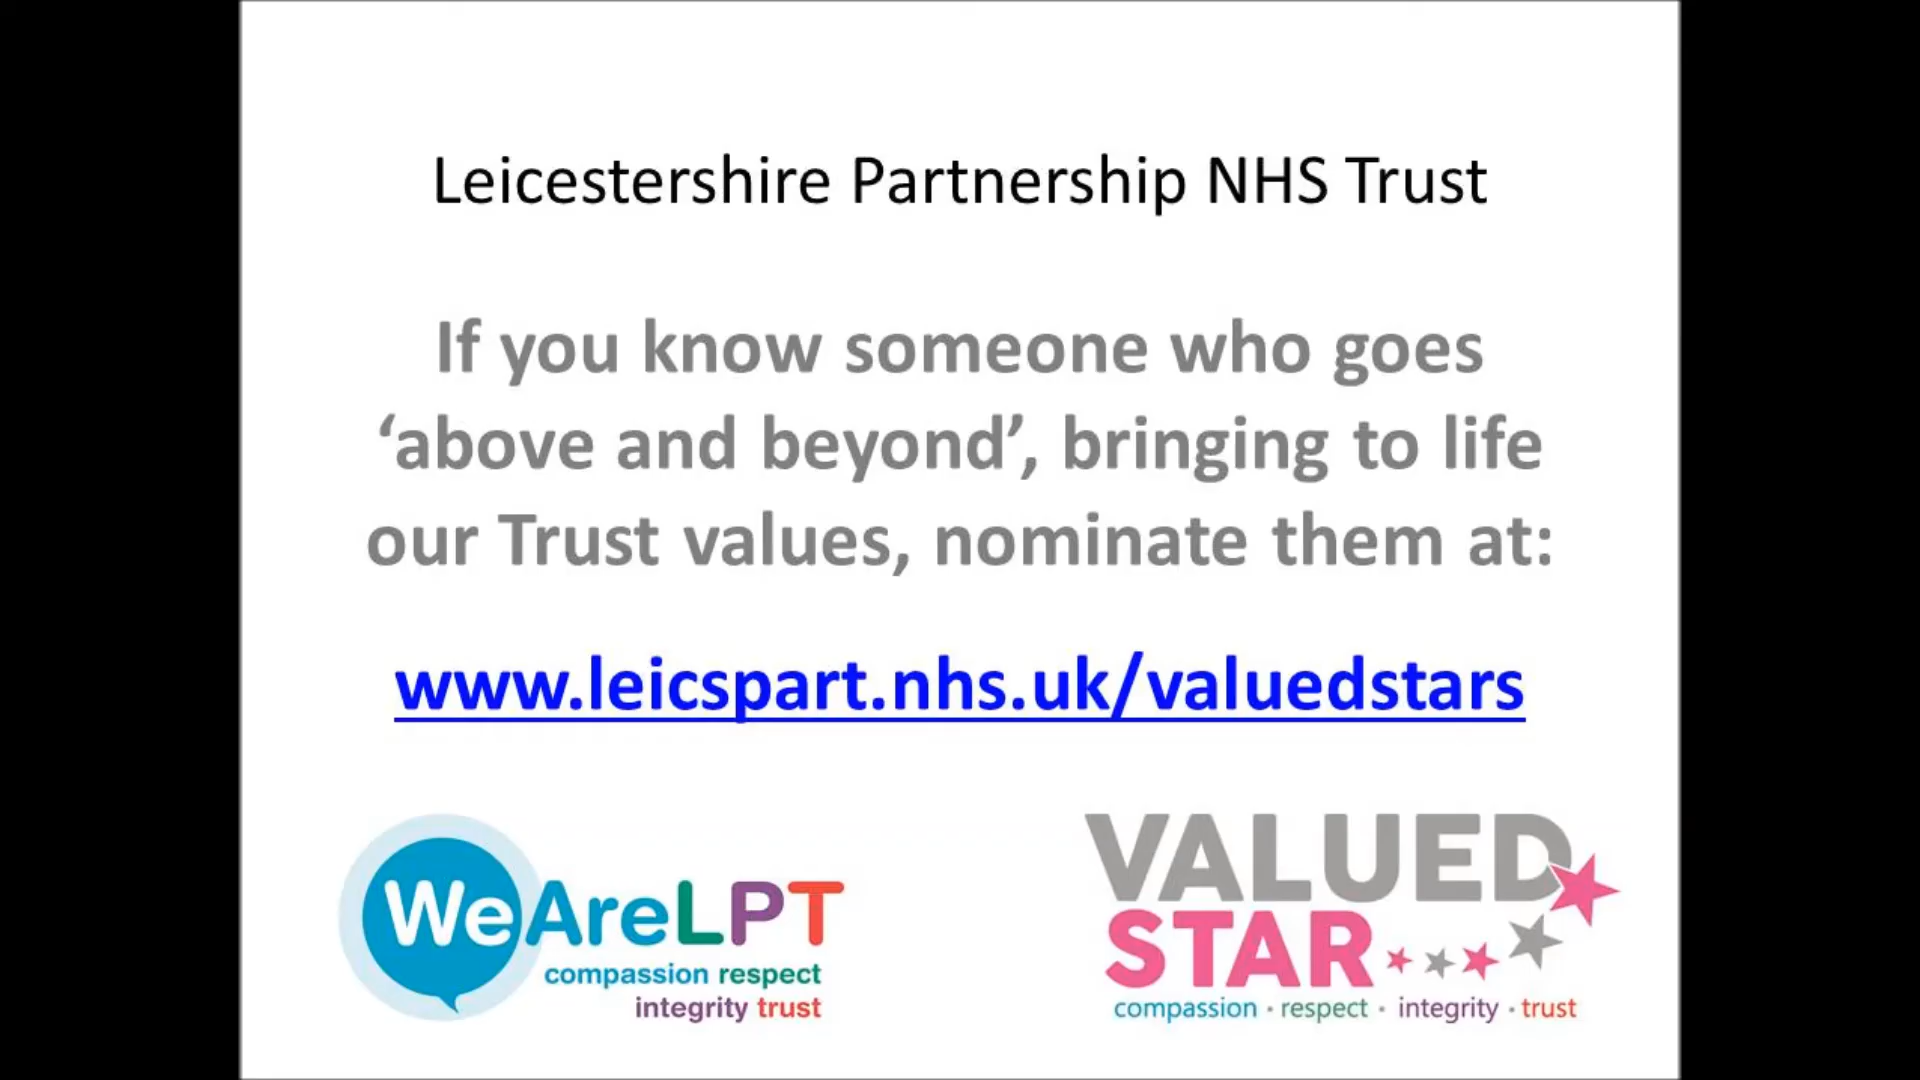 Leicestershire Partnership NHS Trust
If you know someone who goes
‘above and beyond’, bringing to life
our Trust values, nominate them at:
www.leicspart.nhs.uk/valuedstars
WeAreLPT
compassion respect
integrity trust
VALUED
STAR
compassion · respect · integrity · trust